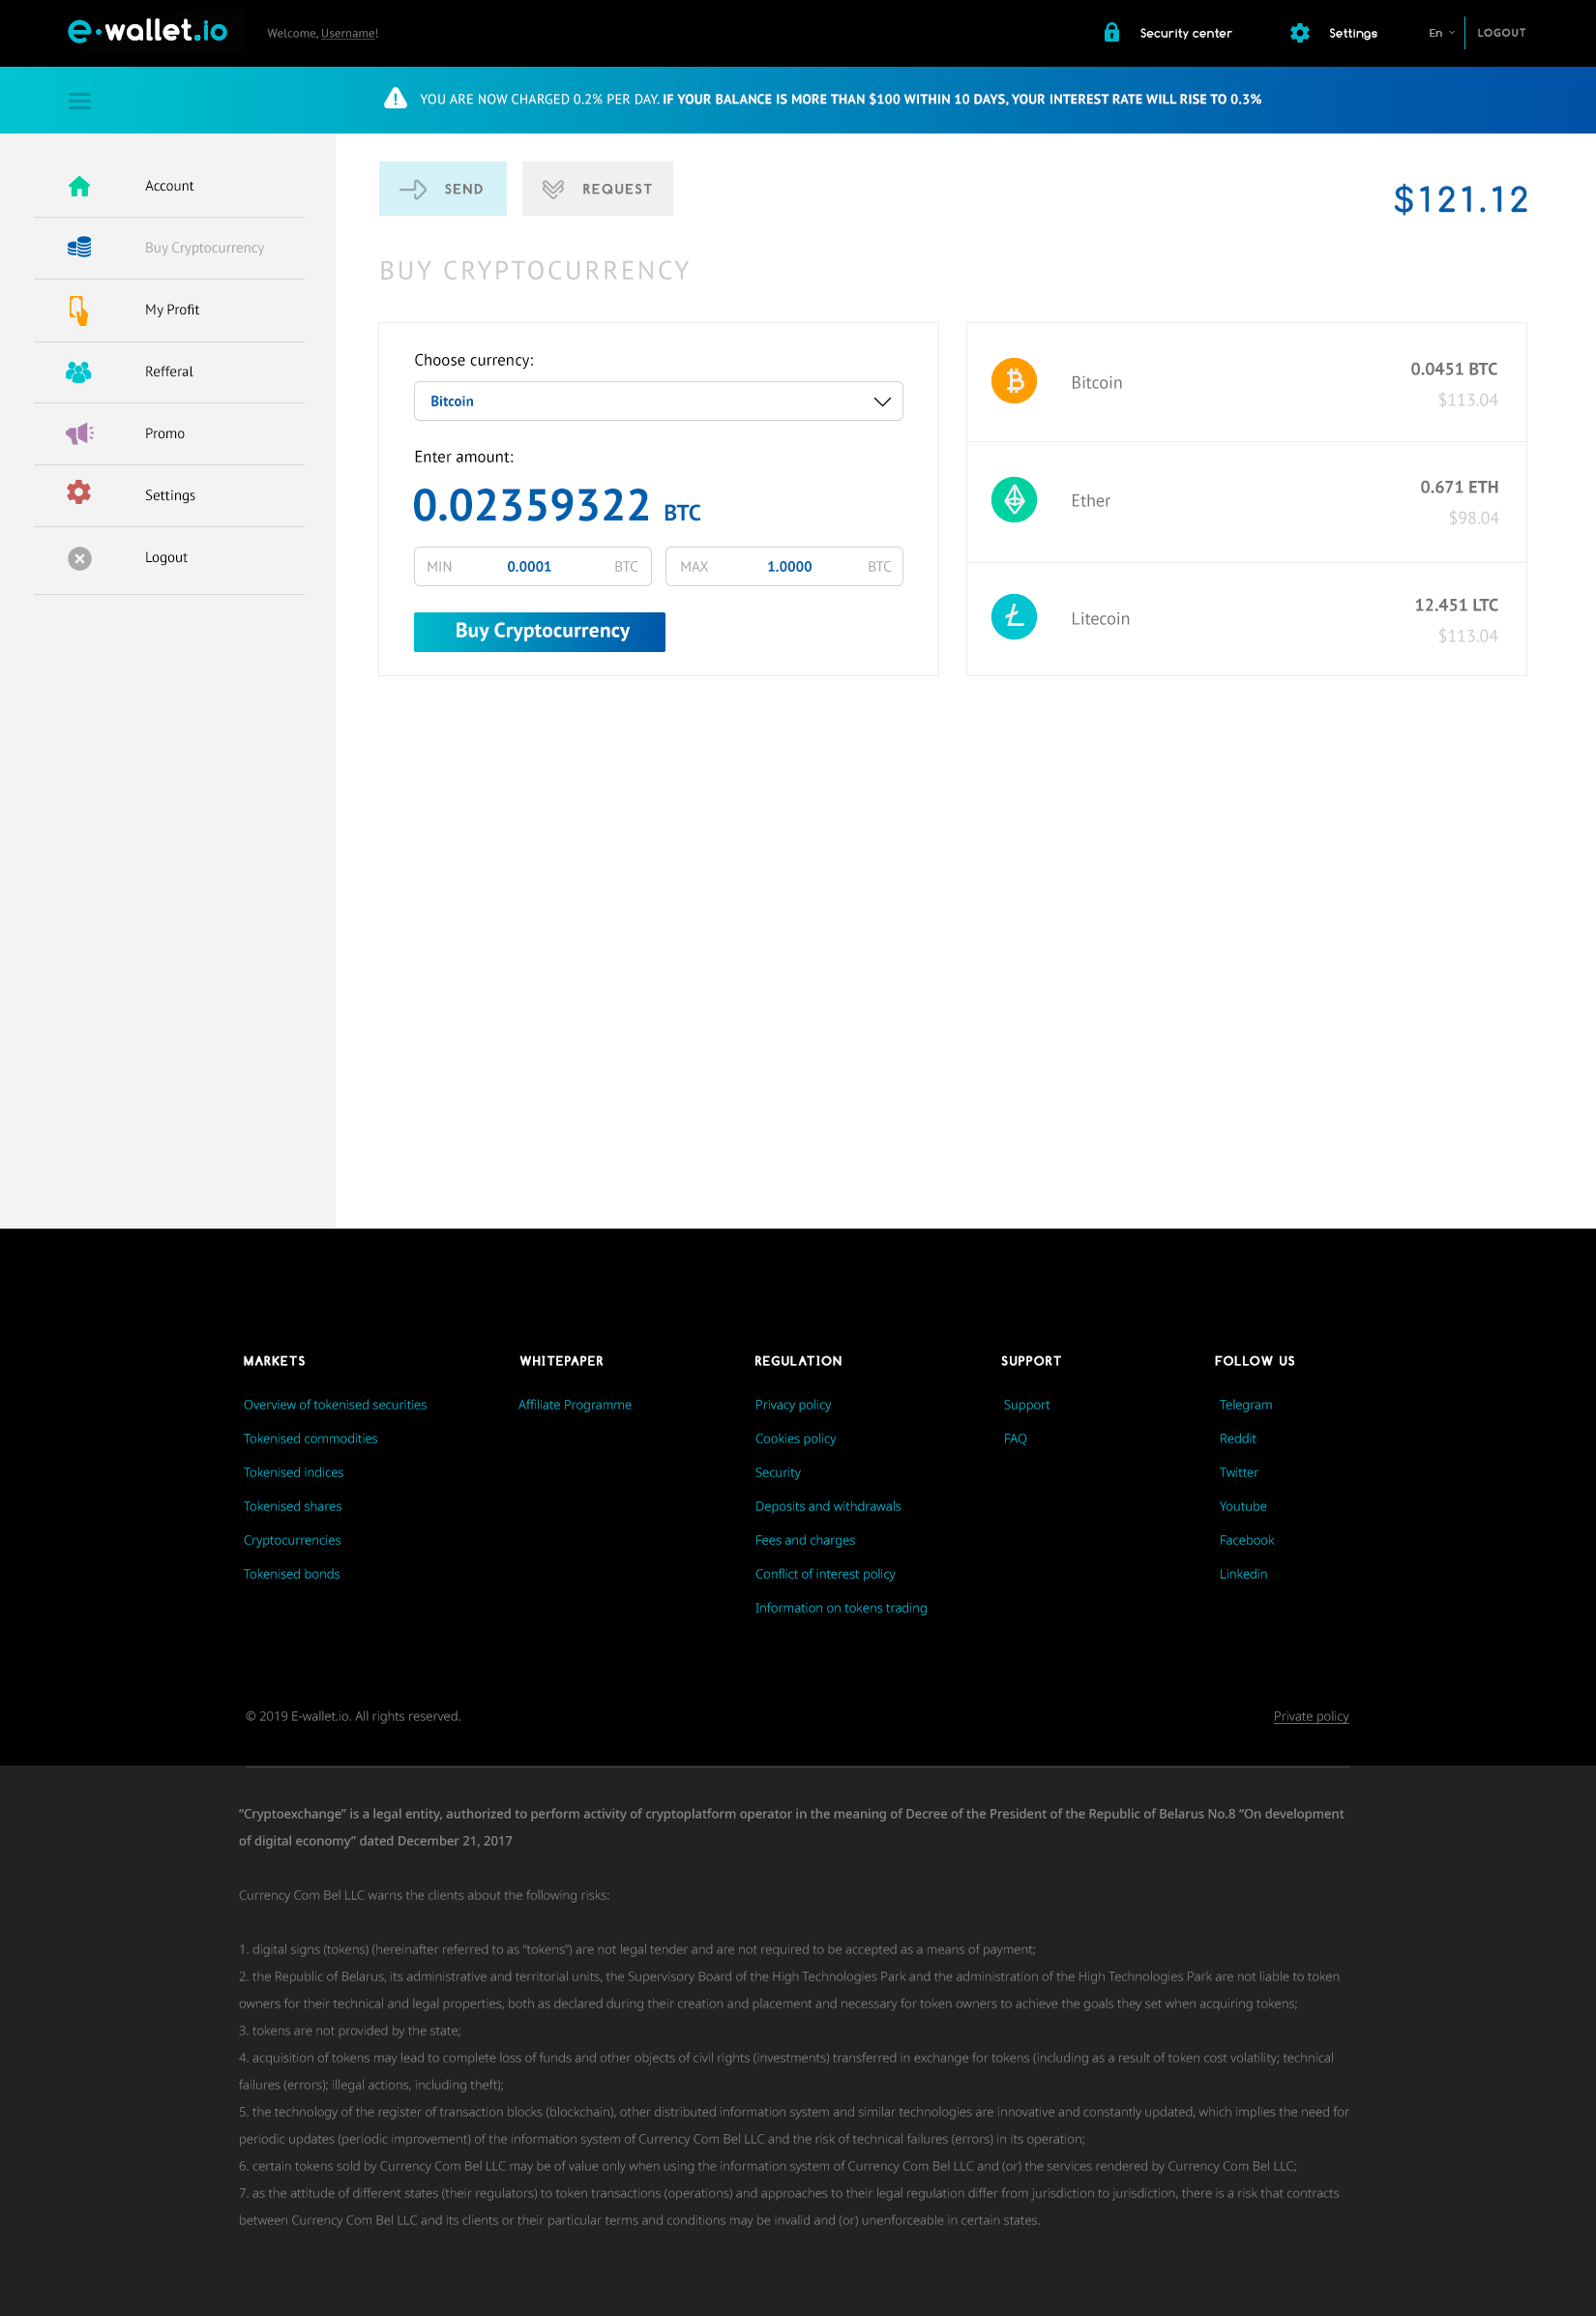 e-wallet.io
Welcome, Username!
Security center
Settings
En
LOGOUT
YOU ARE NOW CHARGED 0.2% PER DAY. IF YOUR BALANCE IS MORE THAN $100 WITHIN 10 DAYS, YOUR INTEREST RATE WILL RISE TO 0.3%
Account
Buy Cryptocurrency
My Profit
Refferal
Promo
Settings
Logout
SEND
REQUEST
$121.12
BUY CRYPTOCURRENCY
Choose currency:
Bitcoin
Enter amount:
0.02359322 BTC
MIN 0.0001 BTC
MAX 1.0000 BTC
Buy Cryptocurrency
Bitcoin
0.0451 BTC
$113.04
Ether
0.671 ETH
$98.04
Litecoin
12.451 LTC
$113.04
MARKETS
Overview of tokenised securities
Tokenised commodities
Tokenised indices
Tokenised shares
Cryptocurrencies
Tokenised bonds
WHITEPAPER
Affiliate Programme
REGULATION
Privacy policy
Cookies policy
Security
Deposits and withdrawals
Fees and charges
Conflict of interest policy
Information on tokens trading
SUPPORT
Support
FAQ
FOLLOW US
Telegram
Reddit
Twitter
Youtube
Facebook
Linkedin
© 2019 E-wallet.io. All rights reserved.
Private policy
“Cryptoexchange” is a legal entity, authorized to perform activity of cryptoplatform operator in the meaning of Decree of the President of the Republic of Belarus No.8 “On development
of digital economy” dated December 21, 2017
Currency Com Bel LLC warns the clients about the following risks:
1. digital signs (tokens) (hereinafter referred to as “tokens”) are not legal tender and are not required to be accepted as a means of payment;
2. the Republic of Belarus, its administrative and territorial units, the Supervisory Board of the High Technologies Park and the administration of the High Technologies Park are not liable to token
owners for their technical and legal properties, both as declared during their creation and placement and necessary for token owners to achieve the goals they set when acquiring tokens;
3. tokens are not provided by the state;
4. acquisition of tokens may lead to complete loss of funds and other objects of civil rights (investments) transferred in exchange for tokens (including as a result of token cost volatility; technical
failures (errors); illegal actions, including theft);
5. the technology of the register of transaction blocks (blockchain), other distributed information system and similar technologies are innovative and constantly updated, which implies the need for
periodic updates (periodic improvement) of the information system of Currency Com Bel LLC and the risk of technical failures (errors) in its operation;
6. certain tokens sold by Currency Com Bel LLC may be of value only when using the information system of Currency Com Bel LLC and (or) the services rendered by Currency Com Bel LLC;
7. as the attitude of different states (their regulators) to token transactions (operations) and approaches to their legal regulation differ from jurisdiction to jurisdiction, there is a risk that contracts
between Currency Com Bel LLC and its clients or their particular terms and conditions may be invalid and (or) unenforceable in certain states.